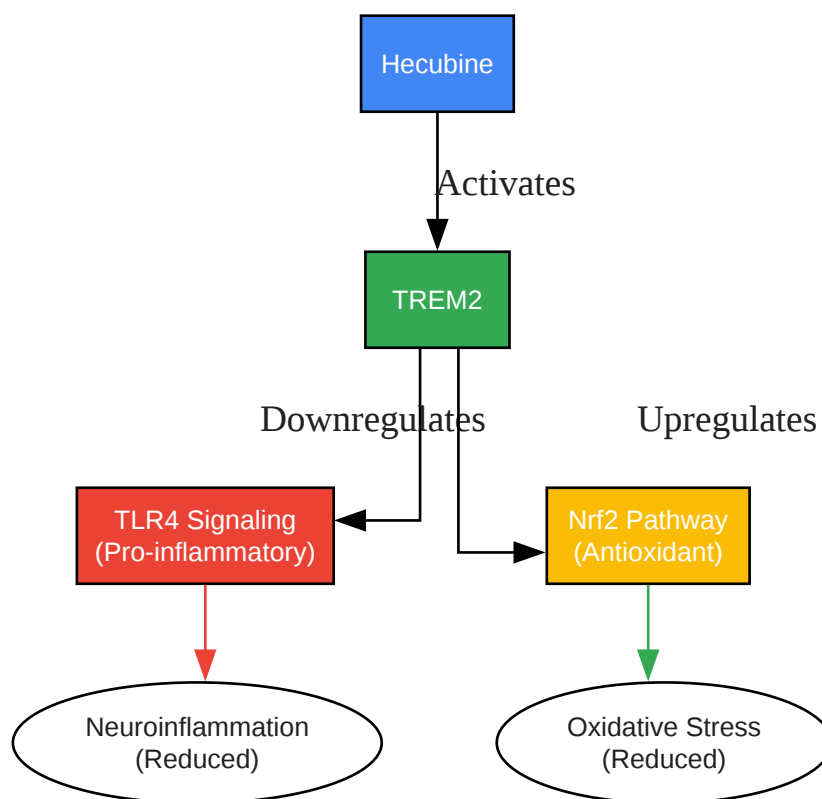 Hecubine
Activates
TREM2
Downregulates
Upregulates
TLR4 Signaling
(Pro-inflammatory)
Nrf2 Pathway
(Antioxidant)
Neuroinflammation
(Reduced)
Oxidative Stress
(Reduced)